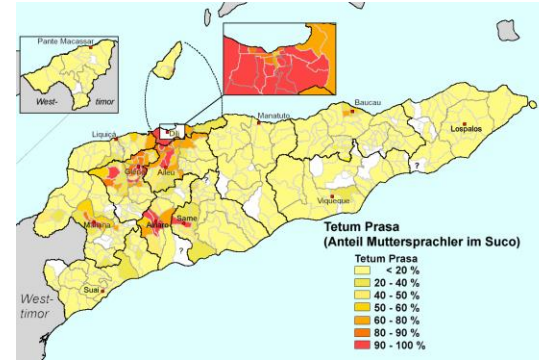 Pante Macassar
West-
timor
Baucau
Manatuto
Liquiçá
Dili
Lospalos
Gleno
Aileu
?
?
Viqueque
Maliana
Ainaro
Same
?
Suai
West-
timor
Tetum Prasa
(Anteil Muttersprachler im Suco)
Tetum Prasa
< 20 %
20 - 40 %
40 - 50 %
50 - 60 %
60 - 80 %
80 - 90 %
90 - 100 %